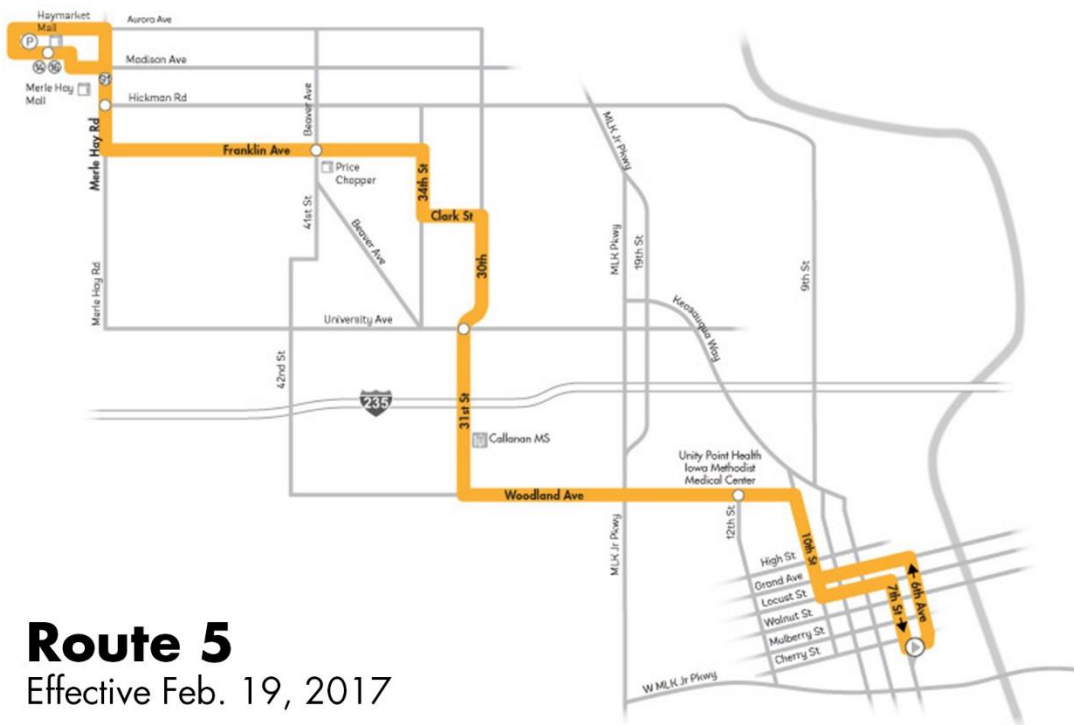 Haymarket
Mall
Aurora Ave
P
Madison Ave
14 16
91
Merle Hay
Mall
Hickman Rd
Beaver Ave
MLK Jr Pkwy
Merle Hay Rd
Franklin Ave
Price
Chopper
34th St
41st St
Clark St
Beaver Ave
30th
MLK Pkwy
19th St
9th St
Merle Hay Rd
University Ave
Keosauqua Way
42nd St
235
31st St
Callanan MS
Unity Point Health
Iowa Methodist
Medical Center
Woodland Ave
12th St
MLK Jr Pkwy
10th St
High St
Grand Ave
Locust St
Walnut St
Mulberry St
Cherry St
7th St
6th Ave
W MLK Jr Pkwy
Route 5
Effective Feb. 19, 2017